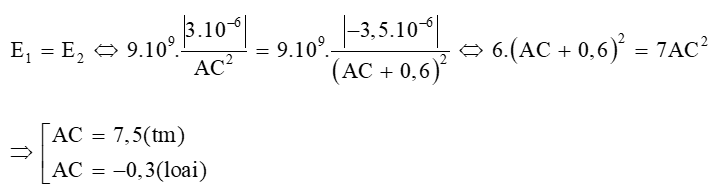 E₁ = E₂ ⇔ 9.10⁹.|3.10⁻⁶|/AC² = 9.10⁹.|−3,5.10⁻⁶|/(AC + 0,6)² ⇔ 6.(AC + 0,6)² = 7AC²
⇒ [AC = 7,5(tm)
AC = −0,3(loai)